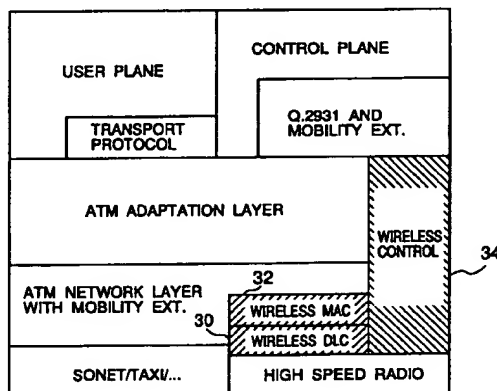 USER PLANE
CONTROL PLANE
TRANSPORT
PROTOCOL
Q.2931 AND
MOBILITY EXT.
ATM ADAPTATION LAYER
WIRELESS
CONTROL
34
ATM NETWORK LAYER
WITH MOBILITY EXT.
32
WIRELESS MAC
30
WIRELESS DLC
SONET/TAXI/...
HIGH SPEED RADIO